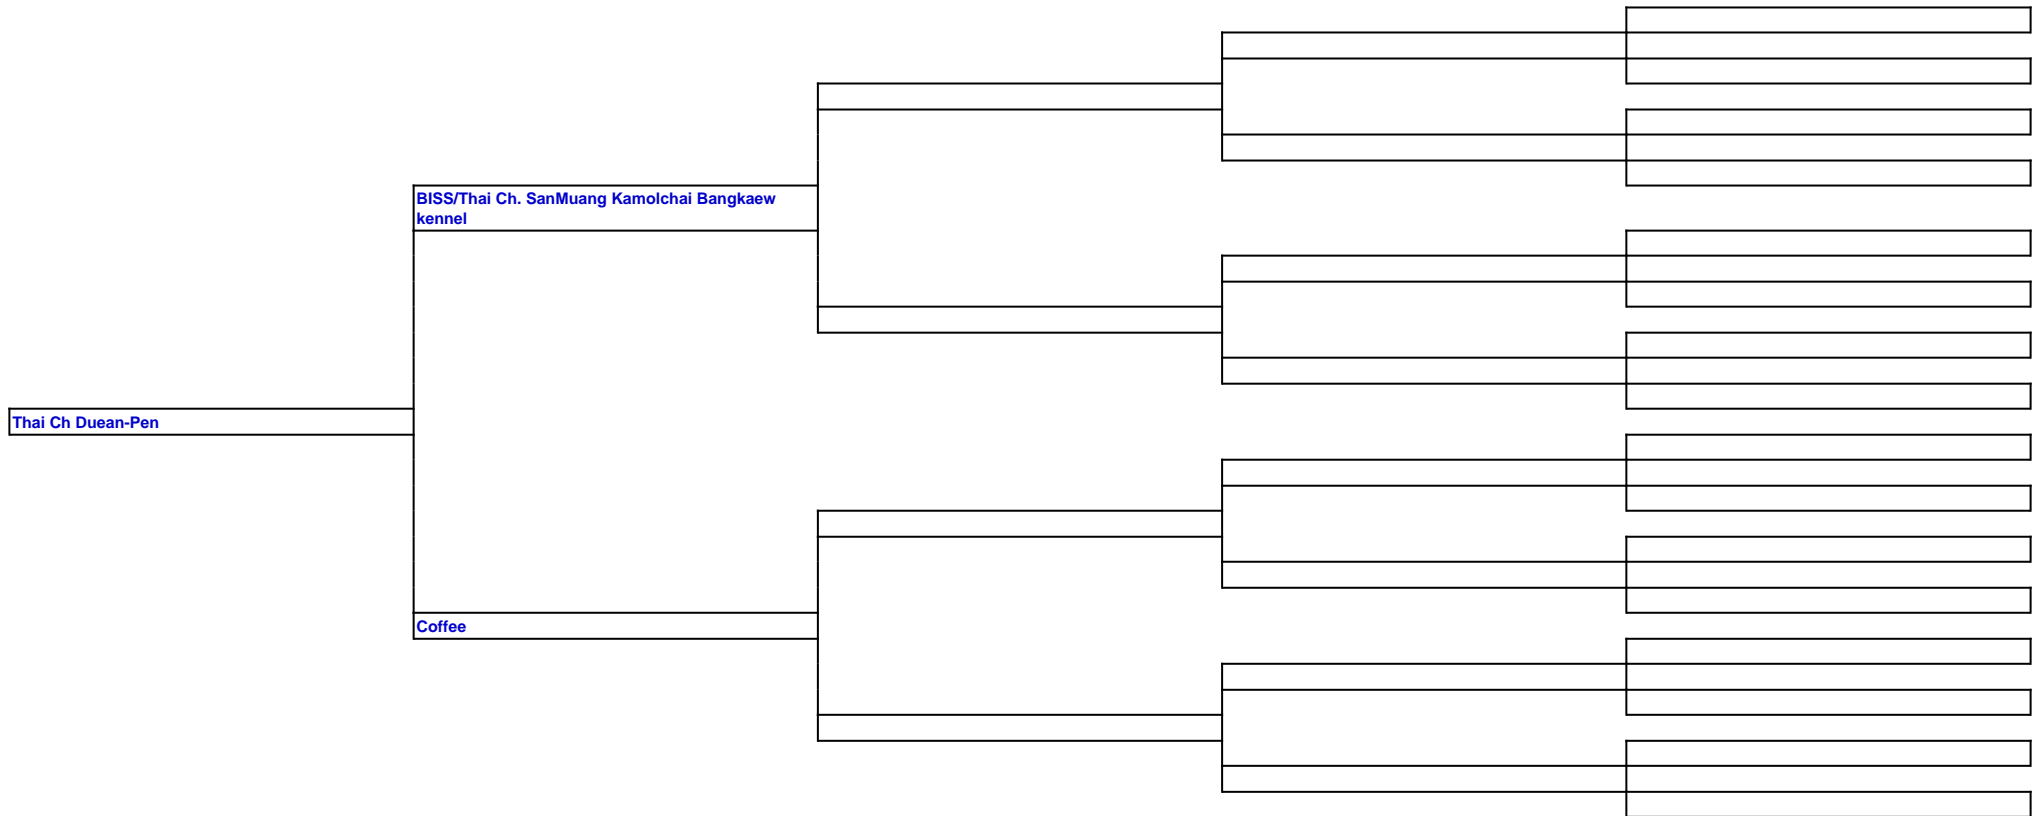 BISS/Thai Ch. SanMuang Kamolchai Bangkaew
kennel
Thai Ch Duean-Pen
Coffee